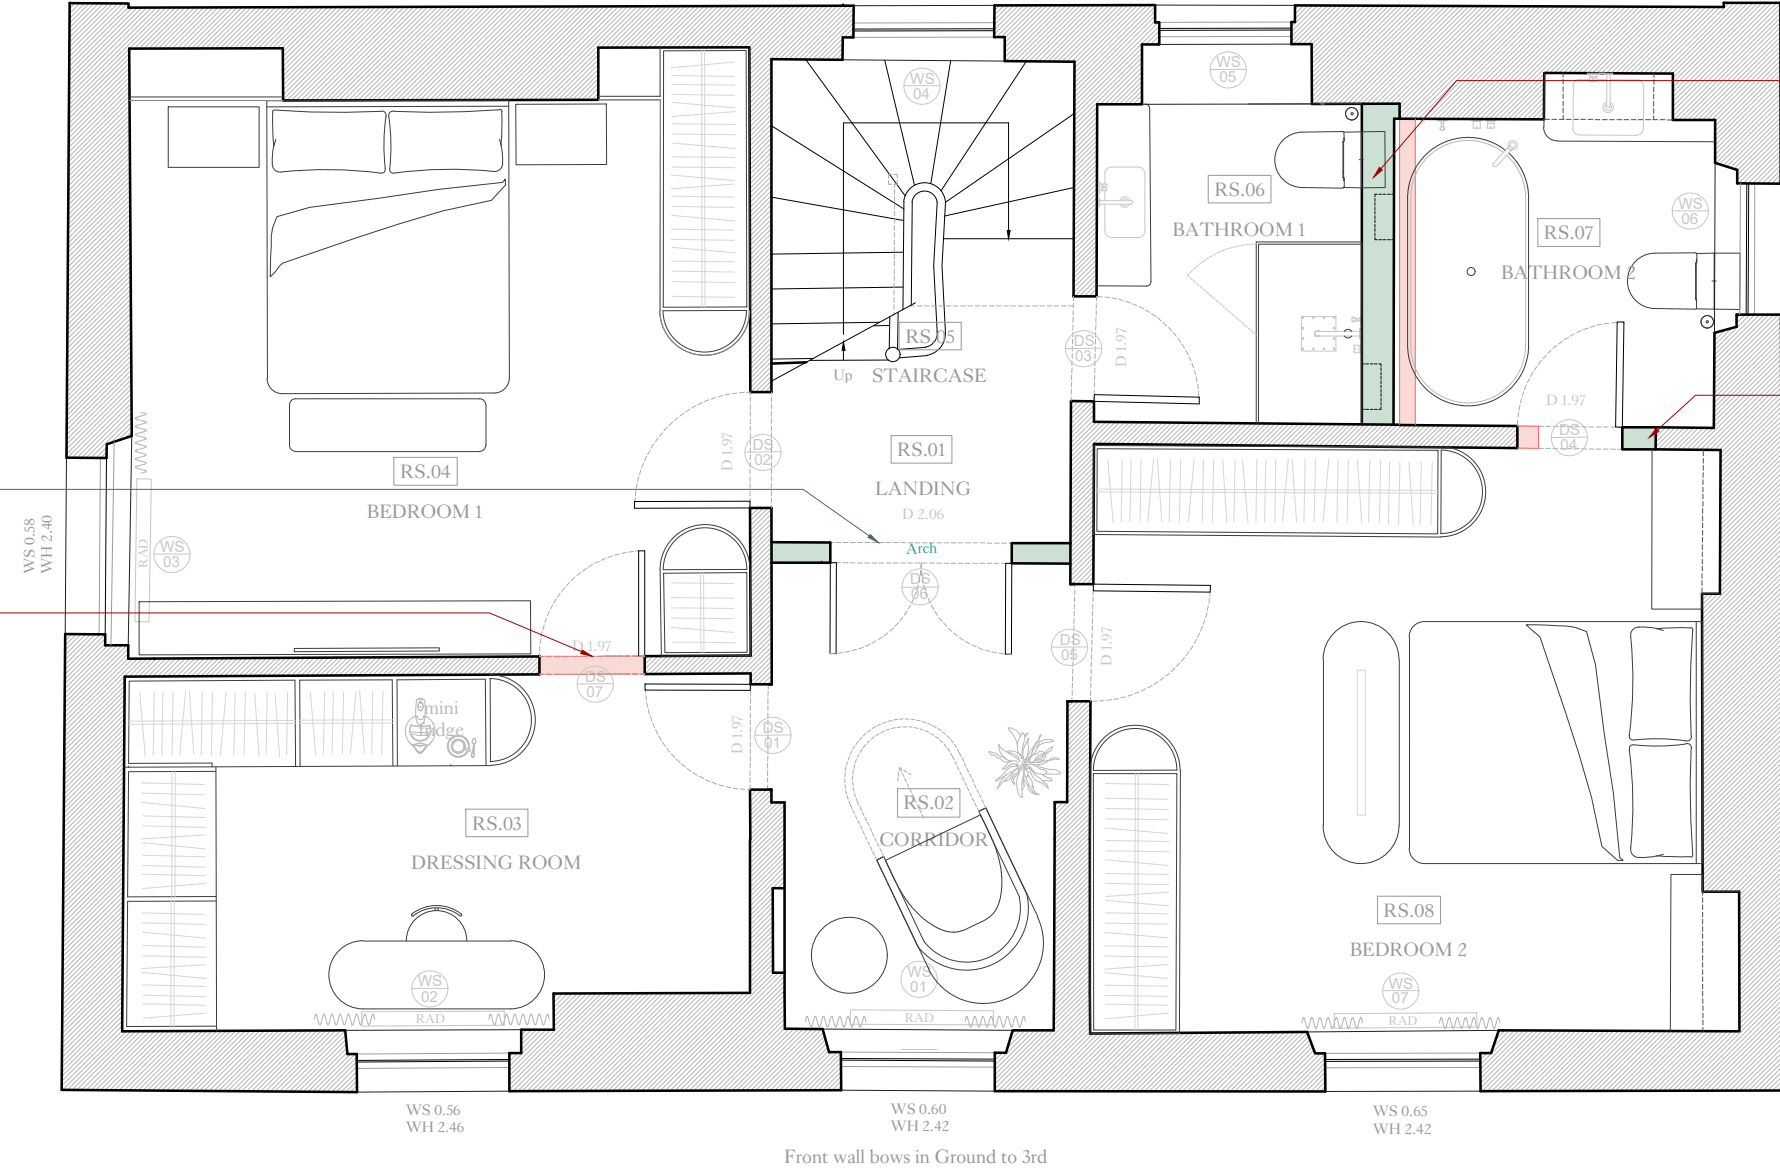 WS
04
WS
05
RS.06
BATHROOM 1
WS
06
RS.07
BATHROOM 2
RS.05
STAIRCASE
Up
DS
03
D 1.97
D 1.97
DS
04
D 1.97
DS
02
RS.04
BEDROOM 1
RS.01
LANDING
D 2.06
Arch
DS
06
WS 0.58
WH 2.40
RAD
WS
03
D 1.97
DS
07
DS
05
D 1.97
mini
fridge
D 1.97
DS
01
RS.03
DRESSING ROOM
RS.02
CORRIDOR
RS.08
BEDROOM 2
WS
02
RAD
WS
01
RAD
WS
07
RAD
WS 0.56
WH 2.46
WS 0.60
WH 2.42
WS 0.65
WH 2.42
Front wall bows in Ground to 3rd